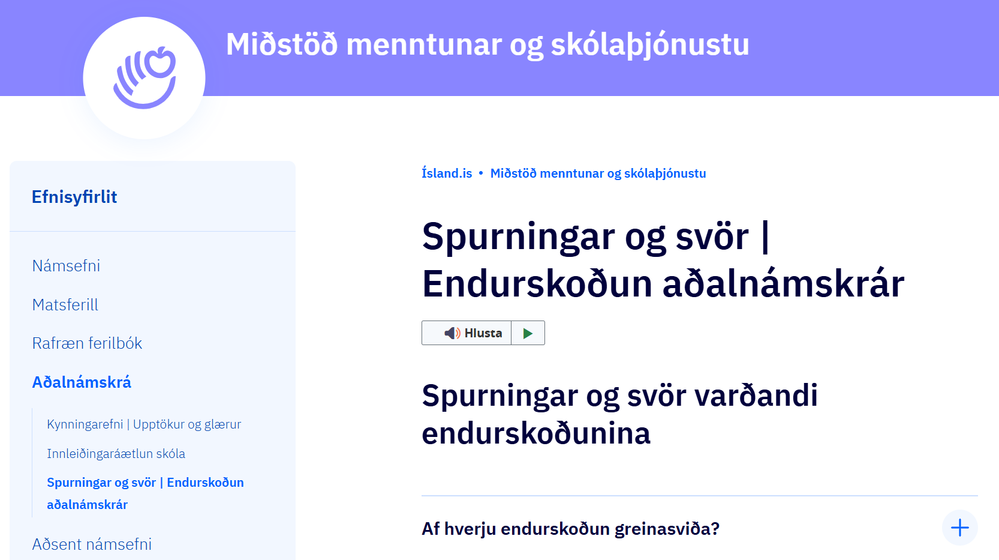 Miðstöð menntunar og skólaþjónustu
Efnisyfirlit
Námsefni
Matsferill
Rafræn ferilbók
Aðalnámskrá
Kynningarefni | Upptökur og glærur
Innleiðingaráætlun skóla
Spurningar og svör | Endurskoðun
aðalnámskrár
Aðsent námsefni
Ísland.is • Miðstöð menntunar og skólaþjónustu
Spurningar og svör |
Endurskoðun aðalnámskrár
Hlusta
Spurningar og svör varðandi
endurskoðunina
Af hverju endurskoðun greinasviða?